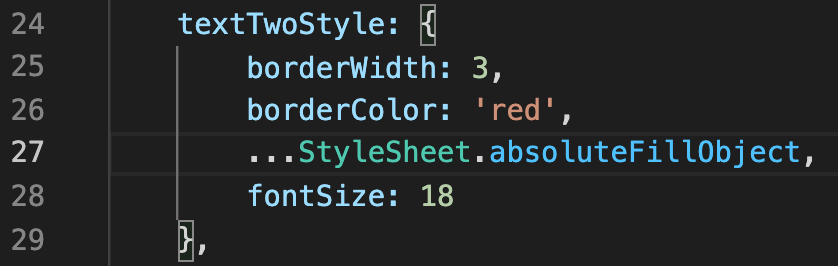 24 textTwoStyle: {
25 borderWidth: 3,
26 borderColor: 'red',
27 ...StyleSheet.absoluteFillObject,
28 fontSize: 18
29 },